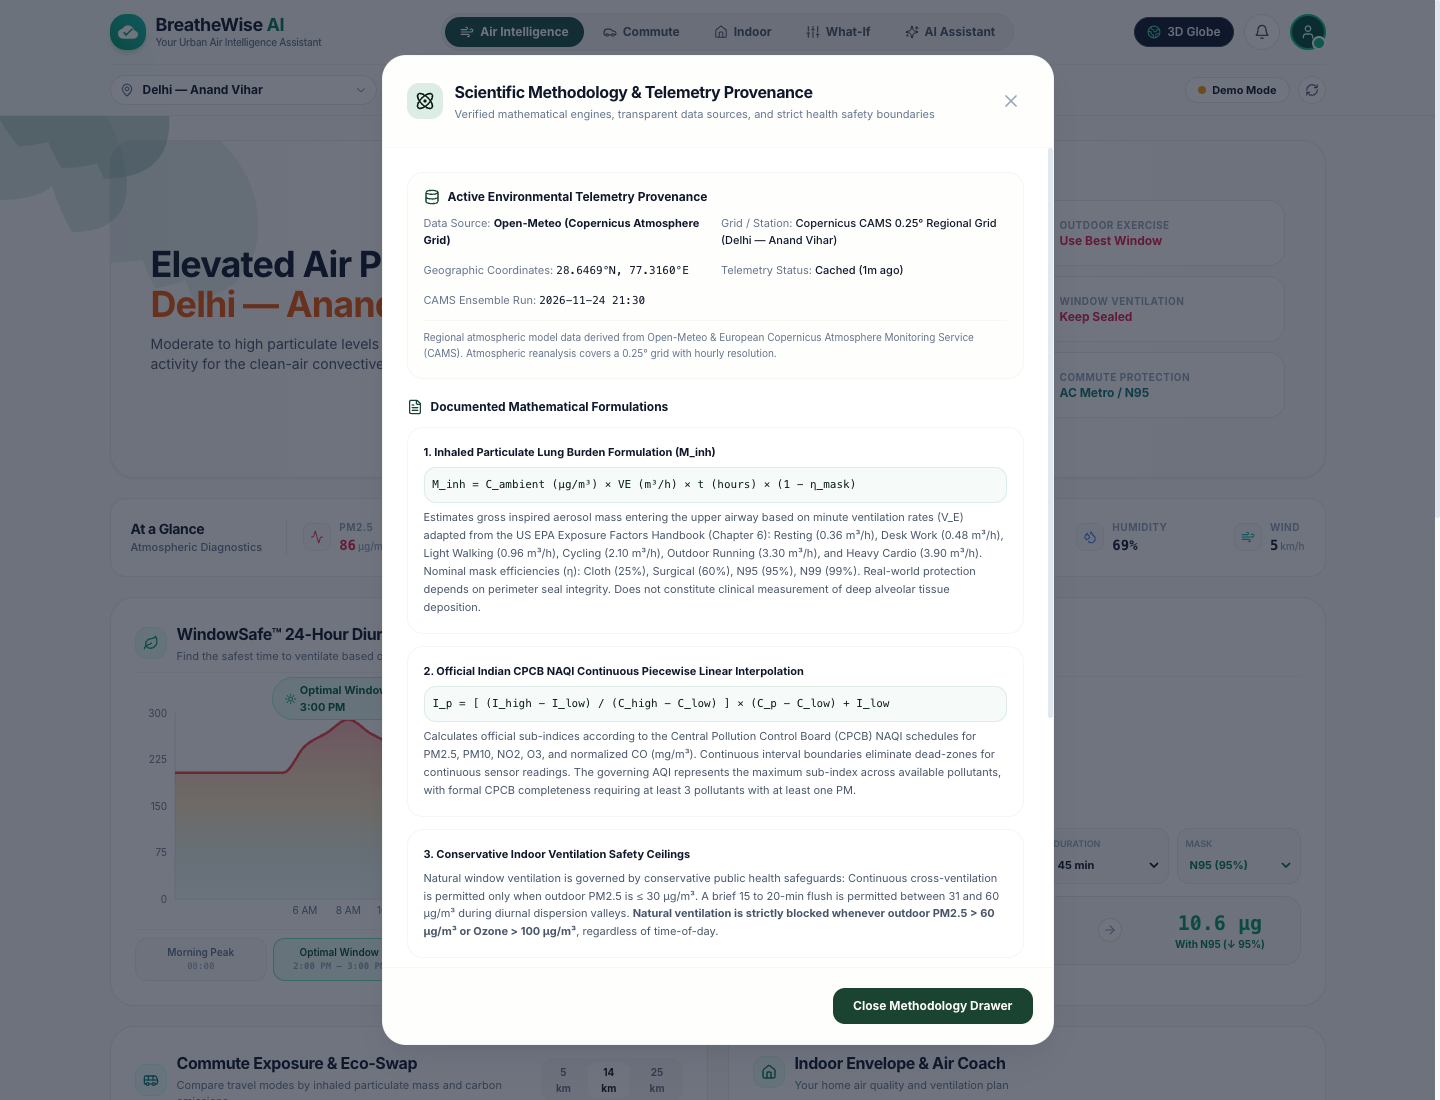 BreatheWise AI
Your Urban Air Intelligence Assistant
Air Intelligence
Commute
Indoor
What-If
AI Assistant
3D Globe
Delhi — Anand Vihar
Demo Mode
Scientific Methodology & Telemetry Provenance
Verified mathematical engines, transparent data sources, and strict health safety boundaries
Active Environmental Telemetry Provenance
Data Source: Open-Meteo (Copernicus Atmosphere
Grid)
Grid / Station: Copernicus CAMS 0.25° Regional Grid
(Delhi — Anand Vihar)
Geographic Coordinates: 28.6469°N, 77.3160°E
Telemetry Status: Cached (1m ago)
CAMS Ensemble Run: 2026-11-24 21:30
Regional atmospheric model data derived from Open-Meteo & European Copernicus Atmosphere Monitoring Service
(CAMS). Atmospheric reanalysis covers a 0.25° grid with hourly resolution.
Documented Mathematical Formulations
1. Inhaled Particulate Lung Burden Formulation (M_inh)
M_inh = C_ambient (µg/m³) × VE (m³/h) × t (hours) × (1 − η_mask)
Estimates gross inspired aerosol mass entering the upper airway based on minute ventilation rates (V_E)
adapted from the US EPA Exposure Factors Handbook (Chapter 6): Resting (0.36 m³/h), Desk Work (0.48 m³/h),
Light Walking (0.96 m³/h), Cycling (2.10 m³/h), Outdoor Running (3.30 m³/h), and Heavy Cardio (3.90 m³/h).
Nominal mask efficiencies (η): Cloth (25%), Surgical (60%), N95 (95%), N99 (99%). Real-world protection
depends on perimeter seal integrity. Does not constitute clinical measurement of deep alveolar tissue
deposition.
2. Official Indian CPCB NAQI Continuous Piecewise Linear Interpolation
I_p = [ (I_high − I_low) / (C_high − C_low) ] × (C_p − C_low) + I_low
Calculates official sub-indices according to the Central Pollution Control Board (CPCB) NAQI schedules for
PM2.5, PM10, NO2, O3, and normalized CO (mg/m³). Continuous interval boundaries eliminate dead-zones for
continuous sensor readings. The governing AQI represents the maximum sub-index across available pollutants,
with formal CPCB completeness requiring at least 3 pollutants with at least one PM.
3. Conservative Indoor Ventilation Safety Ceilings
Natural window ventilation is governed by conservative public health safeguards: Continuous cross-ventilation
is permitted only when outdoor PM2.5 is ≤ 30 µg/m³. A brief 15 to 20-min flush is permitted between 31 and 60
µg/m³ during diurnal dispersion valleys. Natural ventilation is strictly blocked whenever outdoor PM2.5 > 60
µg/m³ or Ozone > 100 µg/m³, regardless of time-of-day.
Close Methodology Drawer
Elevated Air P
Delhi — Anand
Moderate to high particulate levels
activity for the clean-air convective
OUTDOOR EXERCISE
Use Best Window
WINDOW VENTILATION
Keep Sealed
COMMUTE PROTECTION
AC Metro / N95
At a Glance
Atmospheric Diagnostics
PM2.5
86 µg/m
HUMIDITY
69%
WIND
5 km/h
WindowSafe™ 24-Hour Diur
Find the safest time to ventilate based o
Optimal Window
3:00 PM
300
225
150
75
0
6 AM
8 AM
Morning Peak
08:00
Optimal Window
2:00 PM – 3:00 PM
DURATION
45 min
MASK
N95 (95%)
10.6 µg
With N95 (↓ 95%)
Commute Exposure & Eco-Swap
Compare travel modes by inhaled particulate mass and carbon
emissions
5
km
14
km
25
km
Indoor Envelope & Air Coach
Your home air quality and ventilation plan